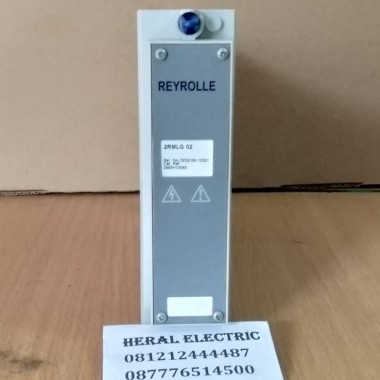 REYROLLE
2RMLG 02
HERAL ELECTRIC
081212444487
087776514500